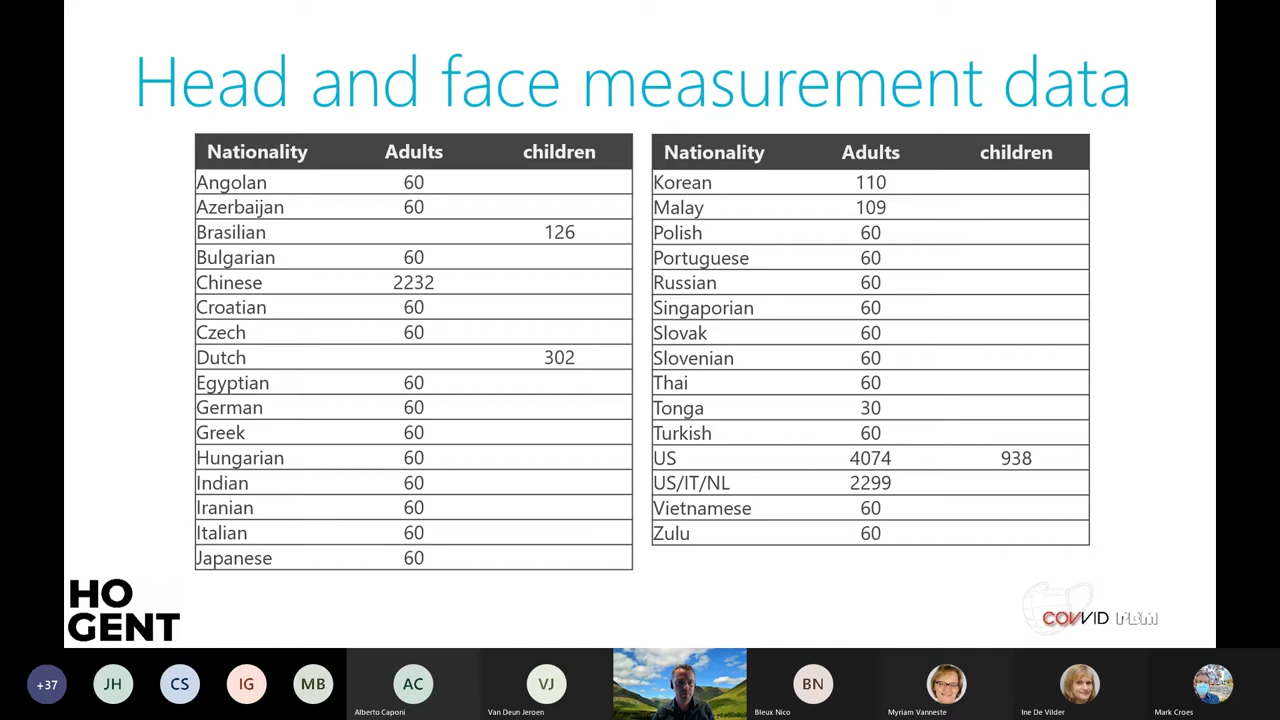 Head and face measurement data
Nationality Adults children
Angolan 60
Azerbaijan 60
Brasilian 126
Bulgarian 60
Chinese 2232
Croatian 60
Czech 60
Dutch 302
Egyptian 60
German 60
Greek 60
Hungarian 60
Indian 60
Iranian 60
Italian 60
Japanese 60
Nationality Adults children
Korean 110
Malay 109
Polish 60
Portuguese 60
Russian 60
Singaporian 60
Slovak 60
Slovenian 60
Thai 60
Tonga 30
Turkish 60
US 4074 938
US/IT/NL 2299
Vietnamese 60
Zulu 60
HO
GENT
COVVID PBM
+37 JH CS IG MB AC VJ BN
Alberto Caponi Van Deun Jeroen Bleux Nico Myriam Vanneste Ine De Vilder Mark Croes